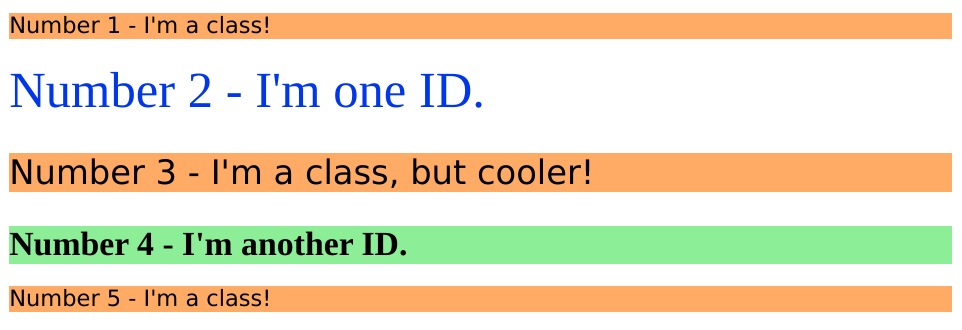 Number 1 - I'm a class!
Number 2 - I'm one ID.
Number 3 - I'm a class, but cooler!
Number 4 - I'm another ID.
Number 5 - I'm a class!